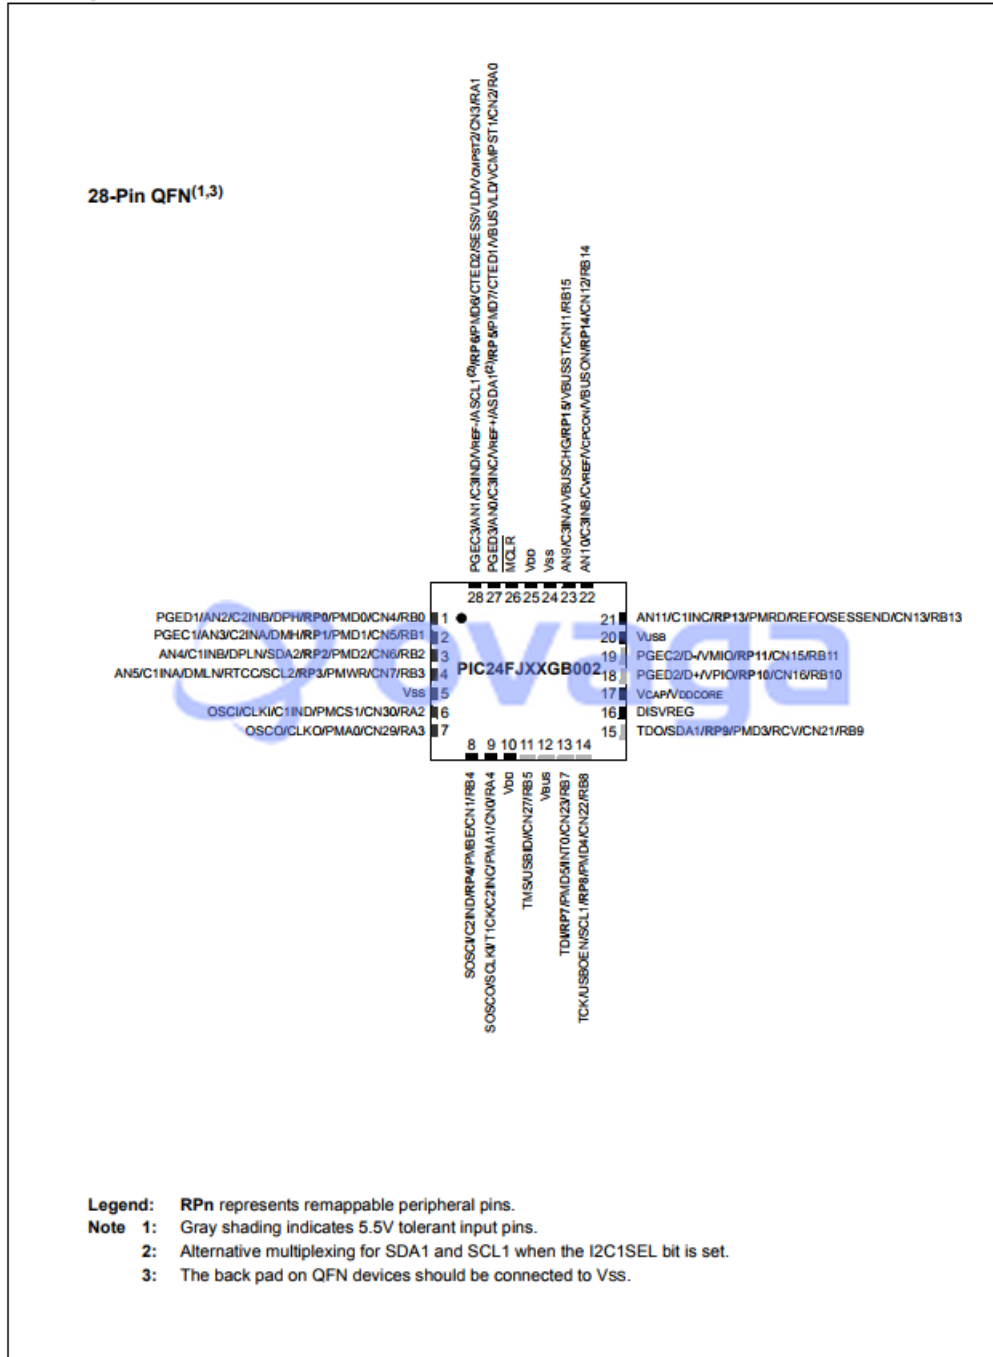 28-Pin QFN(1,3)
PGEC3/AN1/C3IND/VREF-/ASCL1(2)/RP6/PMD6/CTED2/SESSVLD/VCMPST2/CN3/RA1
PGED3/AN0/C3INC/VREF+/ASDA1(2)/RP5/PMD7/CTED1/VBUSVLD/VCMPST1/CN2/RA0
MCLR
VDD
VSS
AN9/C3INA/VBUSCHG/RP15/VBUSST/CN11/RB15
AN10/C3INB/CVREF/VCPCON/VBUSON/RP14/CN12/RB14
28 27 26 25 24 23 22
PGED1/AN2/C2INB/DPH/RP0/PMD0/CN4/RB0 1
PGEC1/AN3/C2INA/DMH/RP1/PMD1/CN5/RB1 2
AN4/C1INB/DPLN/SDA2/RP2/PMD2/CN6/RB2 3
AN5/C1INA/DMLN/RTCC/SCL2/RP3/PMWR/CN7/RB3 4
VSS 5
OSCI/CLKI/C1IND/PMCS1/CN30/RA2 6
OSCO/CLKO/PMA0/CN29/RA3 7
PIC24FJXXGB002
21 AN11/C1INC/RP13/PMRD/REFO/SESSEND/CN13/RB13
20 VUSB
19 PGEC2/D-/VMIO/RP11/CN15/RB11
18 PGED2/D+/VPIO/RP10/CN16/RB10
17 VCAP/VDDCORE
16 DISVREG
15 TDO/SDA1/RP9/PMD3/RCV/CN21/RB9
8 9 10 11 12 13 14
SOSCI/C2IND/RP4/PMBE/CN1/RB4
SOSCO/SCLKI/T1CK/C2INC/PMA1/CN0/RA4
VDD
TMS/USBID/CN27/RB5
VBUS
TDI/RP7/PMD5/INT0/CN23/RB7
TCK/USBOEN/SCL1/RP8/PMD4/CN22/RB8
ovaga
Legend: RPn represents remappable peripheral pins.
Note 1: Gray shading indicates 5.5V tolerant input pins.
2: Alternative multiplexing for SDA1 and SCL1 when the I2C1SEL bit is set.
3: The back pad on QFN devices should be connected to VSS.